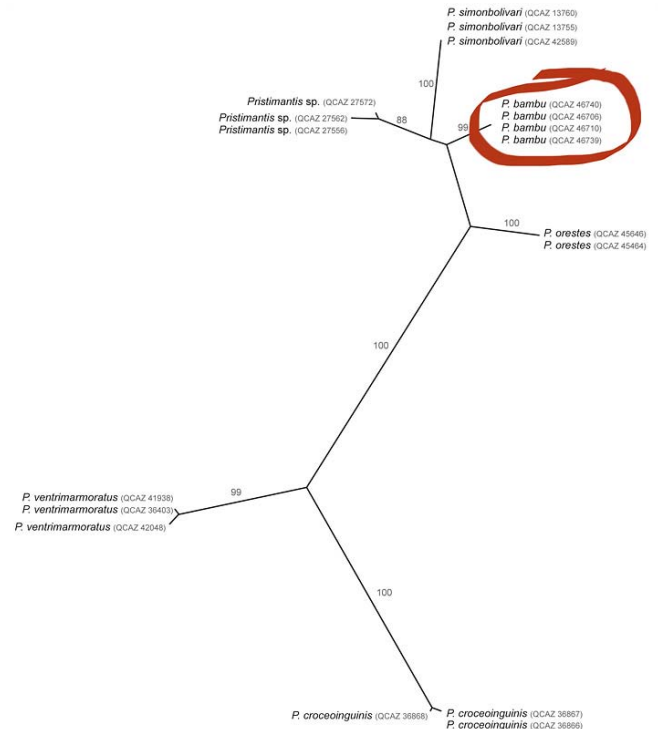 P. simonbolivari (QCAZ 13760)
P. simonbolivari (QCAZ 13755)
P. simonbolivari (QCAZ 42589)
100
Pristimantis sp. (QCAZ 27572)
Pristimantis sp. (QCAZ 27562)
Pristimantis sp. (QCAZ 27556)
88
99
P. bambu (QCAZ 46740)
P. bambu (QCAZ 46706)
P. bambu (QCAZ 46710)
P. bambu (QCAZ 46739)
100
P. orestes (QCAZ 45646)
P. orestes (QCAZ 45464)
100
99
P. ventrimarmoratus (QCAZ 41938)
P. ventrimarmoratus (QCAZ 36403)
P. ventrimarmoratus (QCAZ 42048)
100
P. croceoinguinis (QCAZ 36868)
P. croceoinguinis (QCAZ 36867)
P. croceoinguinis (QCAZ 36866)